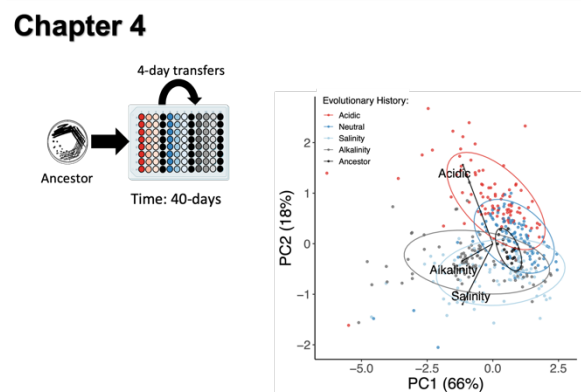 Chapter 4
4-day transfers
Ancestor
Time: 40-days
Evolutionary History:
Acidic
Neutral
Salinity
Alkalinity
Ancestor
PC2 (18%)
2
1
0
−1
−2
Acidic
Alkalinity
Salinity
−5.0
−2.5
0.0
2.5
PC1 (66%)